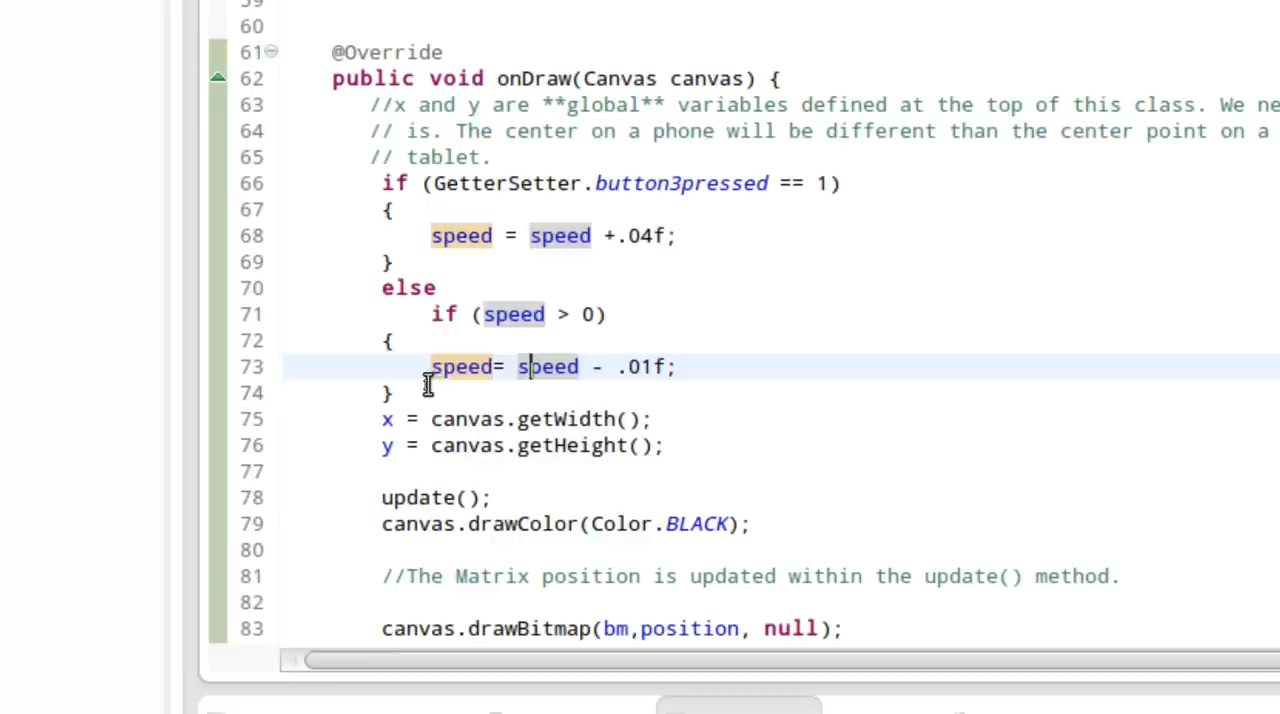 59
60
61 @Override
62 public void onDraw(Canvas canvas) {
63 //x and y are **global** variables defined at the top of this class. We ne
64 // is. The center on a phone will be different than the center point on a
65 // tablet.
66 if (GetterSetter.button3pressed == 1)
67 {
68 speed = speed +.04f;
69 }
70 else
71 if (speed > 0)
72 {
73 speed= speed - .01f;
74 }
75 x = canvas.getWidth();
76 y = canvas.getHeight();
77
78 update();
79 canvas.drawColor(Color.BLACK);
80
81 //The Matrix position is updated within the update() method.
82
83 canvas.drawBitmap(bm,position, null);